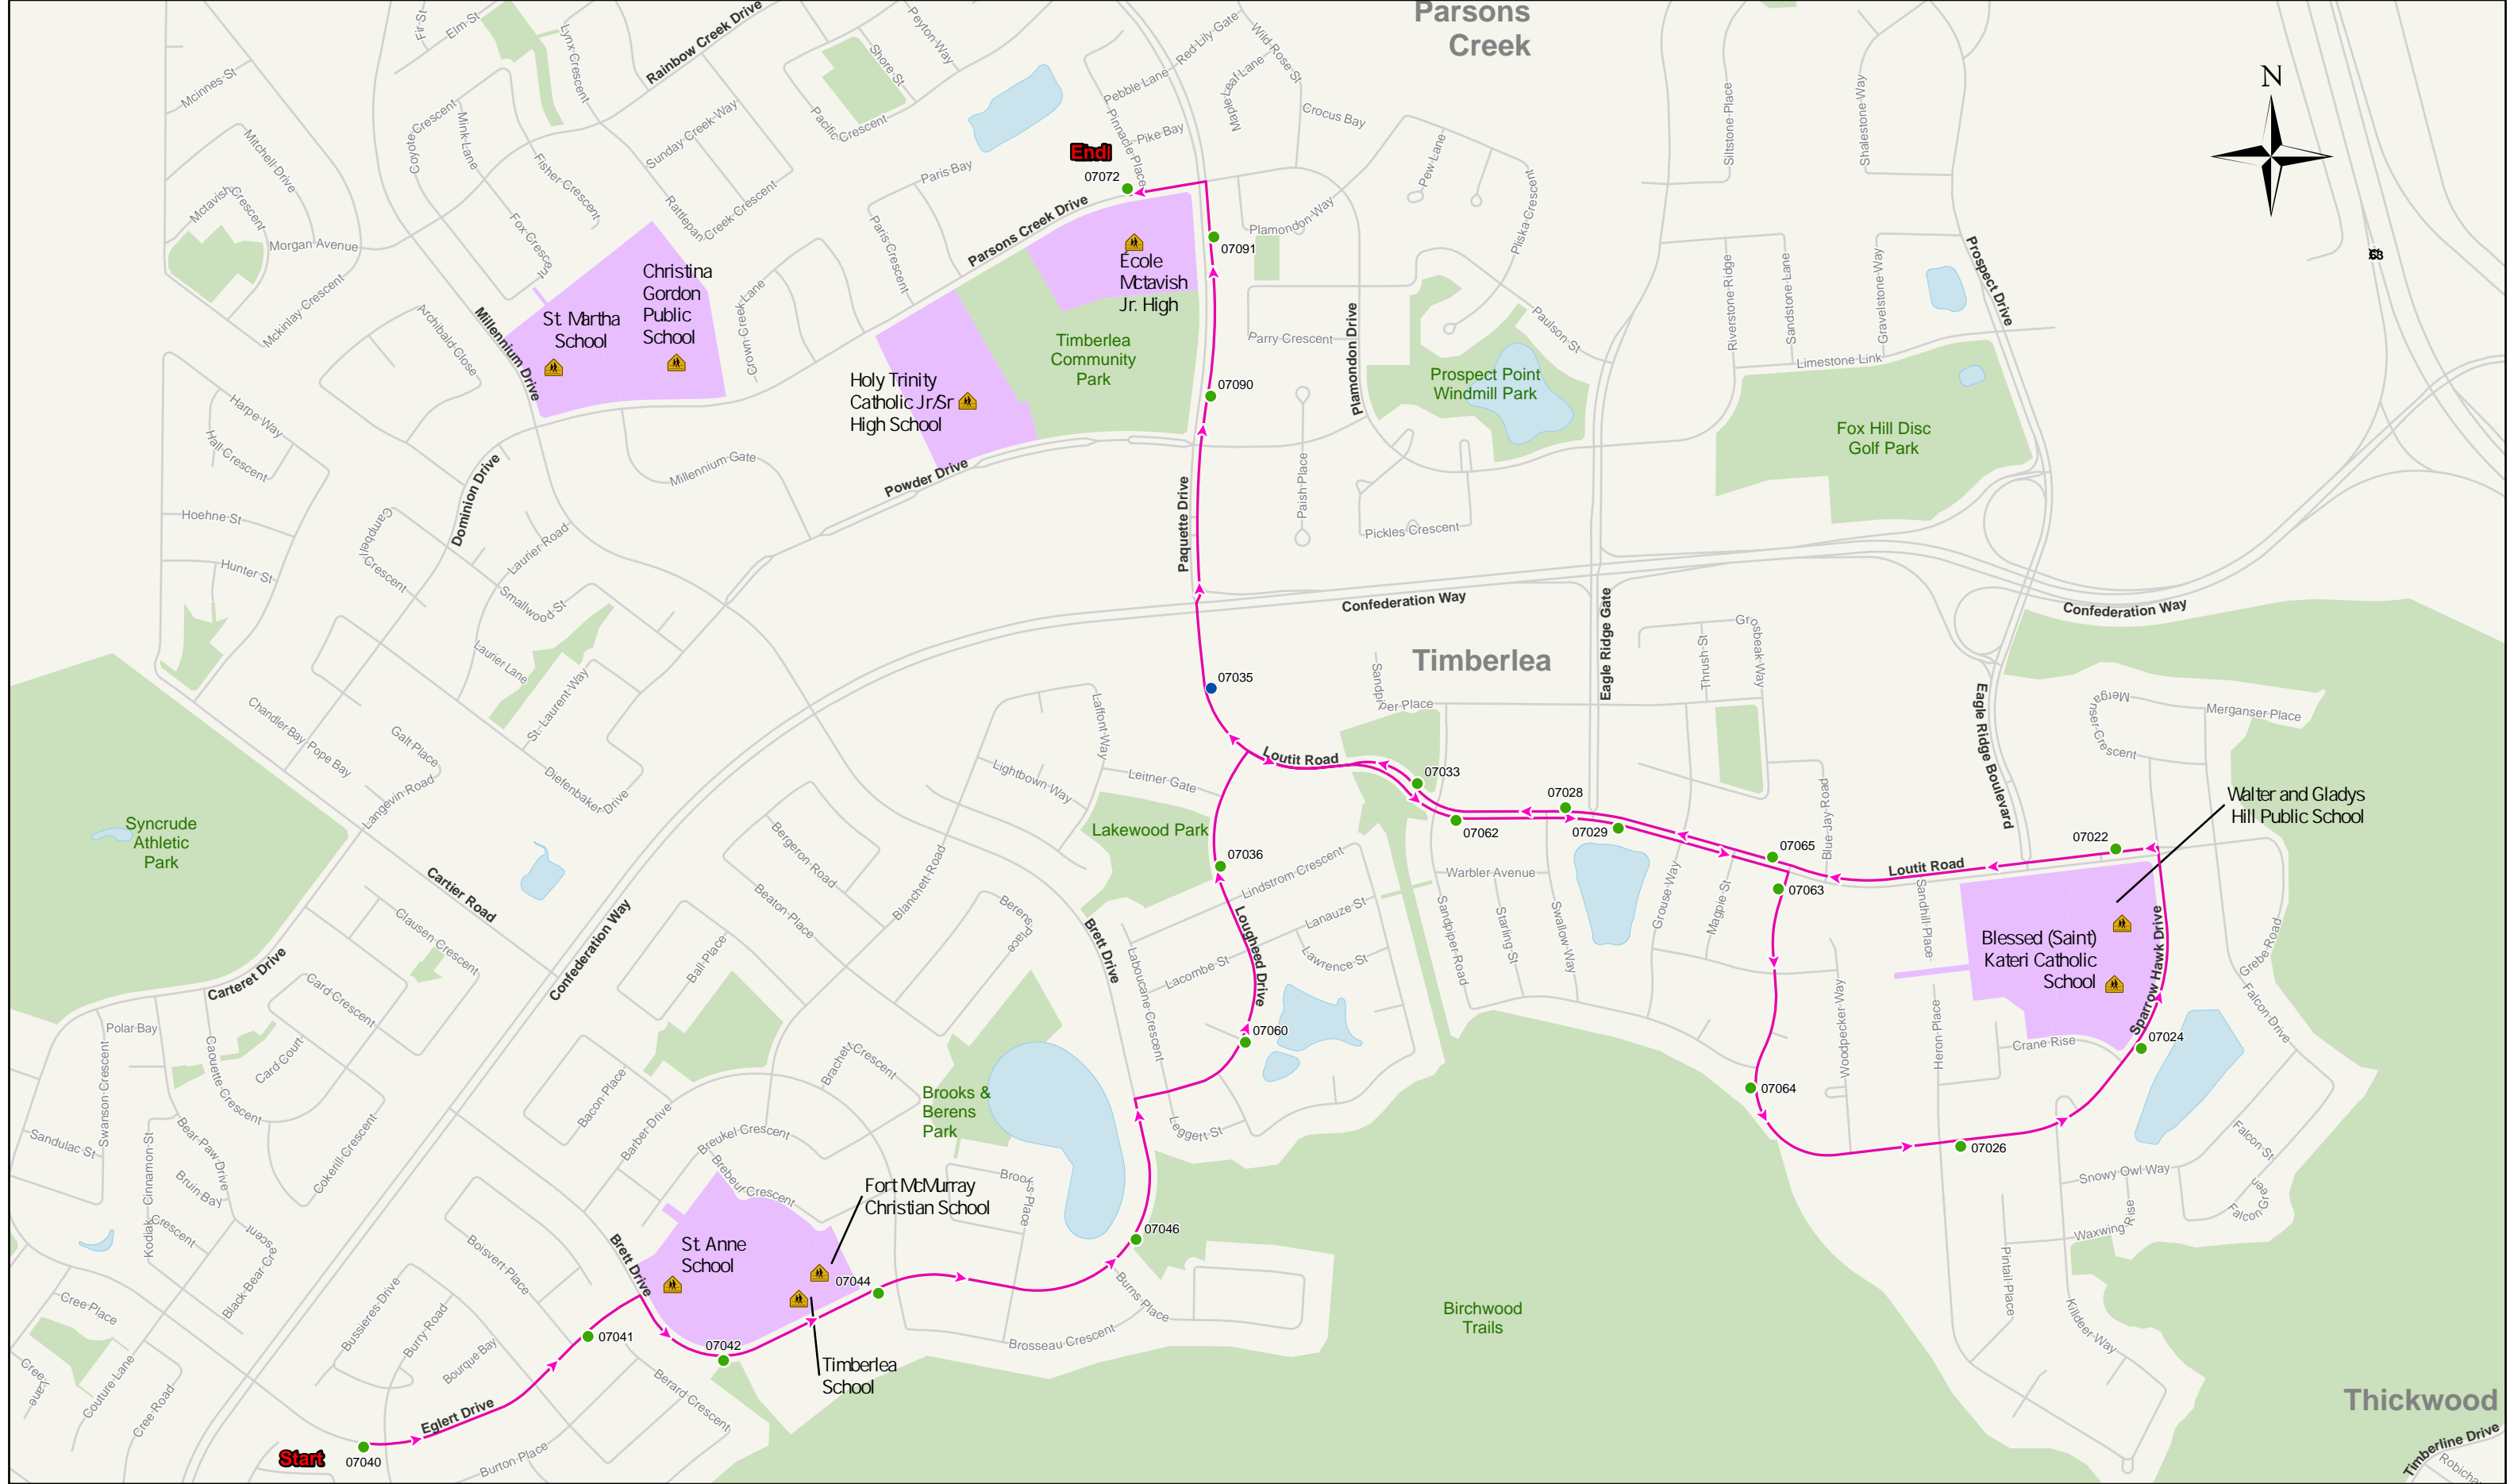 Parsons
Creek
N
Fir St
Elm St
Lynx Crescent
Rainbow Creek Drive
Peyton Way
Shore St
Red Lily Gate
Wild Rose St
Pebble Lane
Maple Leaf Lane
Crocus Bay
Mcinnes St
Coyote Crescent
Mink Lane
Mitchell Drive
Mctavish Crescent
Morgan Avenue
Mckinlay Crescent
Fisher Crescent
Fox Crescent
Sunday Creek Way
Pacific Crescent
Rattlepan Creek Crescent
Paris Bay
Paris Crescent
Pinnacle Place
Pike Bay
End
07072
Parsons Creek Drive
07091
Plamondon Way
Pew Lane
Pliska Crescent
Siltstone Place
Shalestone Way
Prospect Drive
63
École
Mctavish
Jr. High
Christina
Gordon
Public
School
St. Martha
School
Millennium Drive
Archibald Close
Crown Creek Lane
Timberlea
Community
Park
Parry Crescent
Plamondon Drive
Paulson St
Riverstone Ridge
Sandstone Lane
Gravelstone Way
Limestone Link
Prospect Point
Windmill Park
Holy Trinity
Catholic Jr/Sr
High School
07090
Harpe Way
Hall Crescent
Fox Hill Disc
Golf Park
Millennium Gate
Powder Drive
Dominion Drive
Paquette Drive
Paish Place
Pickles Crescent
Hoehne St
Hunter St
Campbell Crescent
Laurier Road
Smallwood St
Laurier Lane
St. Laurent Way
Confederation Way
Confederation Way
Eagle Ridge Gate
Grosbeak Way
Thrush St
Timberlea
Sandpiper Place
07035
Loutit Road
Eagle Ridge Boulevard
Merganser Crescent
Merganser Place
Chandler Bay
Pope Bay
Galt Place
Langevin Road
Diefenbaker Drive
Laffont Way
Lightbown Way
Leitner Gate
07033
07028
07062
07029
07065
Blue Jay Road
07022
Walter and Gladys
Hill Public School
Syncrude
Athletic
Park
Lakewood Park
07036
Lindstrom Crescent
Warbler Avenue
07063
Loutit Road
Cartier Road
Bergeron Road
Beaton Place
Blanchett Road
Berens Place
Clausen Crescent
Carteret Drive
Card Crescent
Confederation Way
Ball Place
Brett Drive
Laboucane Crescent
Lougheed Drive
Lacombe St
Lanauze St
Lawrence St
Sandpiper Road
Starling St
Swallow Way
Grouse Way
Magpie St
Sandhill Place
Blessed (Saint)
Kateri Catholic
School
Sparrow Hawk Drive
Grebe Road
Falcon Drive
Woodpecker Way
Heron Place
Crane Rise
07024
07060
Polar Bay
Swanson Crescent
Caouette Crescent
Card Court
Bacon Place
Barber Drive
Brachet Crescent
Brooks &
Berens
Park
Leggett St
07064
07026
Sandulac St
Bear Paw Drive
Cinnamon St
Bruin Bay
Kodiak Crescent
Black Bear Crescent
Cokerill Crescent
Breukel Crescent
Brebeuf Crescent
Fort McMurray
Christian School
Brooks Place
Falcon St
Snowy Owl Way
Falcon Green
Waxwing Rise
Brett Drive
St. Anne
School
07044
07046
Burns Place
Boisvert Place
Cree Place
Bussieres Drive
Burry Road
Bourque Bay
07041
07042
Brosseau Crescent
Birchwood
Trails
Pintail Place
Killdeer Way
Timberlea
School
Berard Crescent
Cree Lane
Couture Lane
Cree Road
Eglert Drive
Start
07040
Burton Place
Thickwood
Timberline Drive